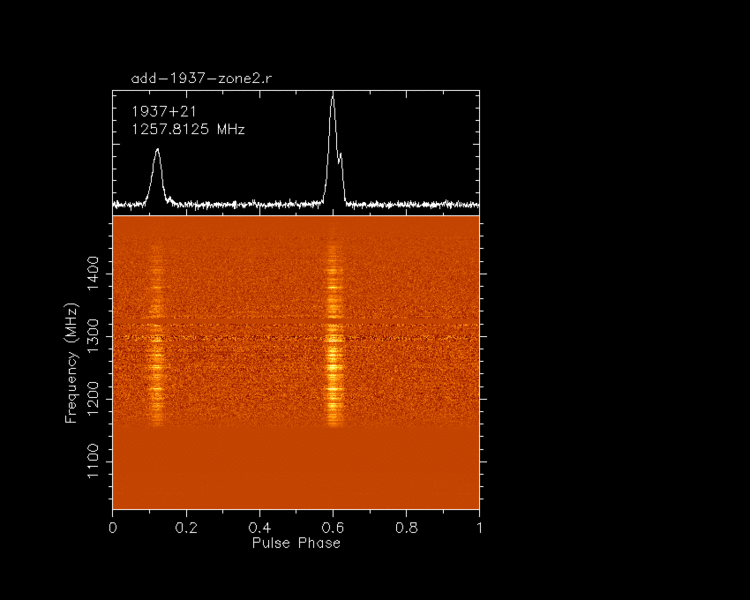 add-1937-zone2.r
1937+21
1257.8125 MHz
Frequency (MHz)
1400
1300
1200
1100
0 0.2 0.4 0.6 0.8 1
Pulse Phase